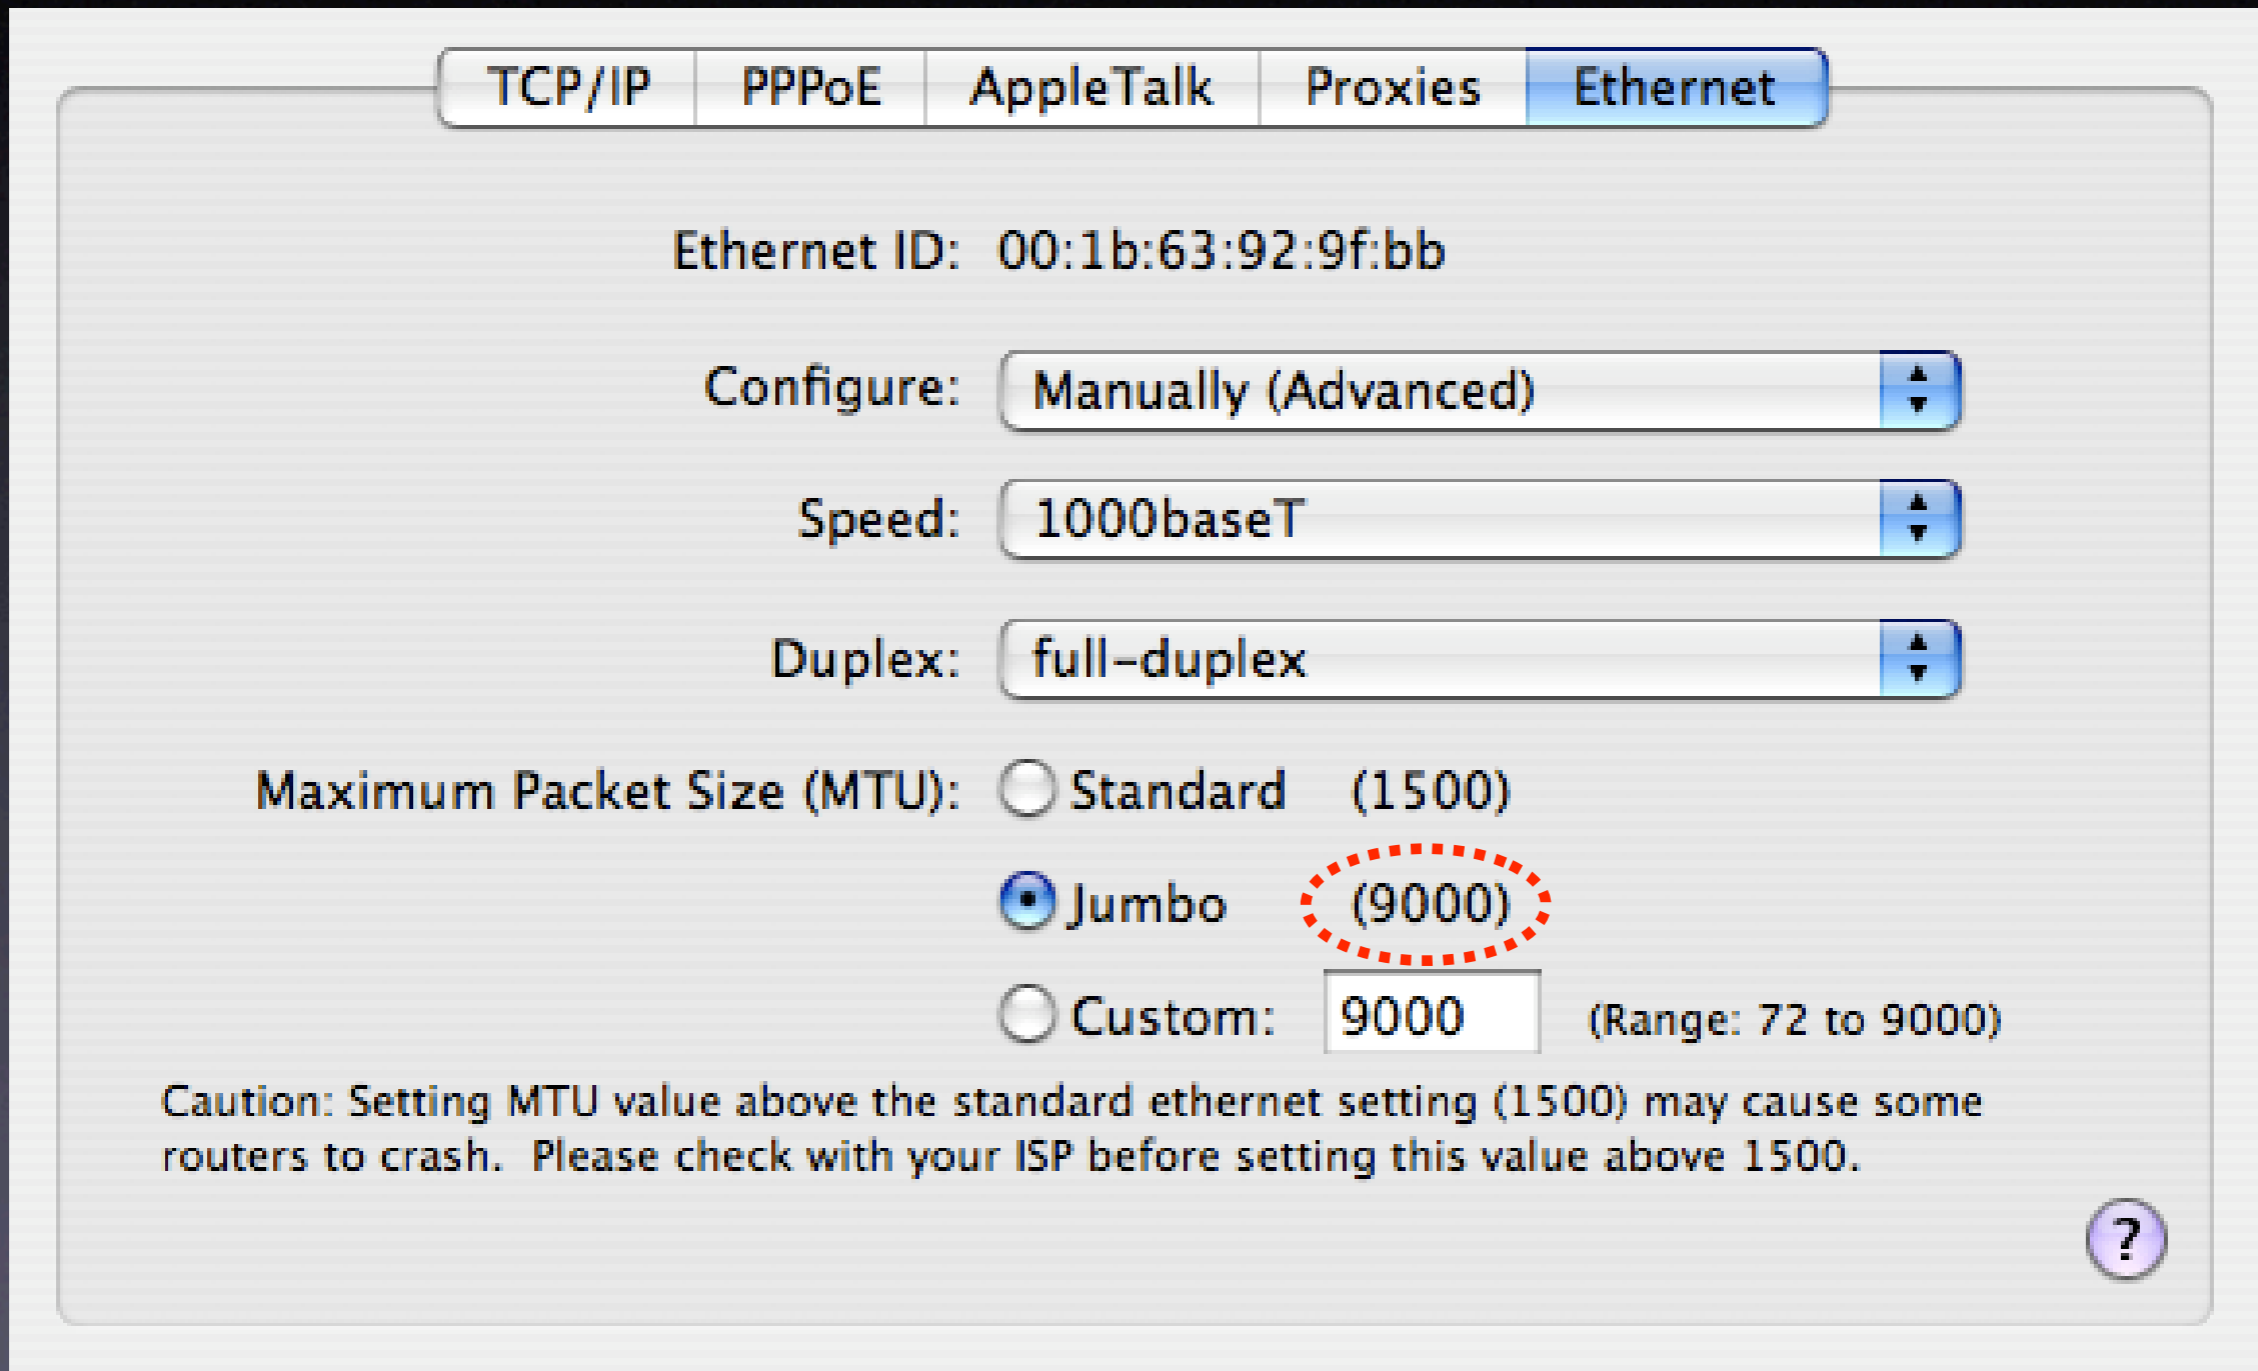 TCP/IP PPPoE AppleTalk Proxies Ethernet
Ethernet ID: 00:1b:63:92:9f:bb
Configure: Manually (Advanced)
Speed: 1000baseT
Duplex: full-duplex
Maximum Packet Size (MTU): Standard (1500)
Jumbo (9000)
Custom: 9000 (Range: 72 to 9000)
Caution: Setting MTU value above the standard ethernet setting (1500) may cause some
routers to crash. Please check with your ISP before setting this value above 1500.
?